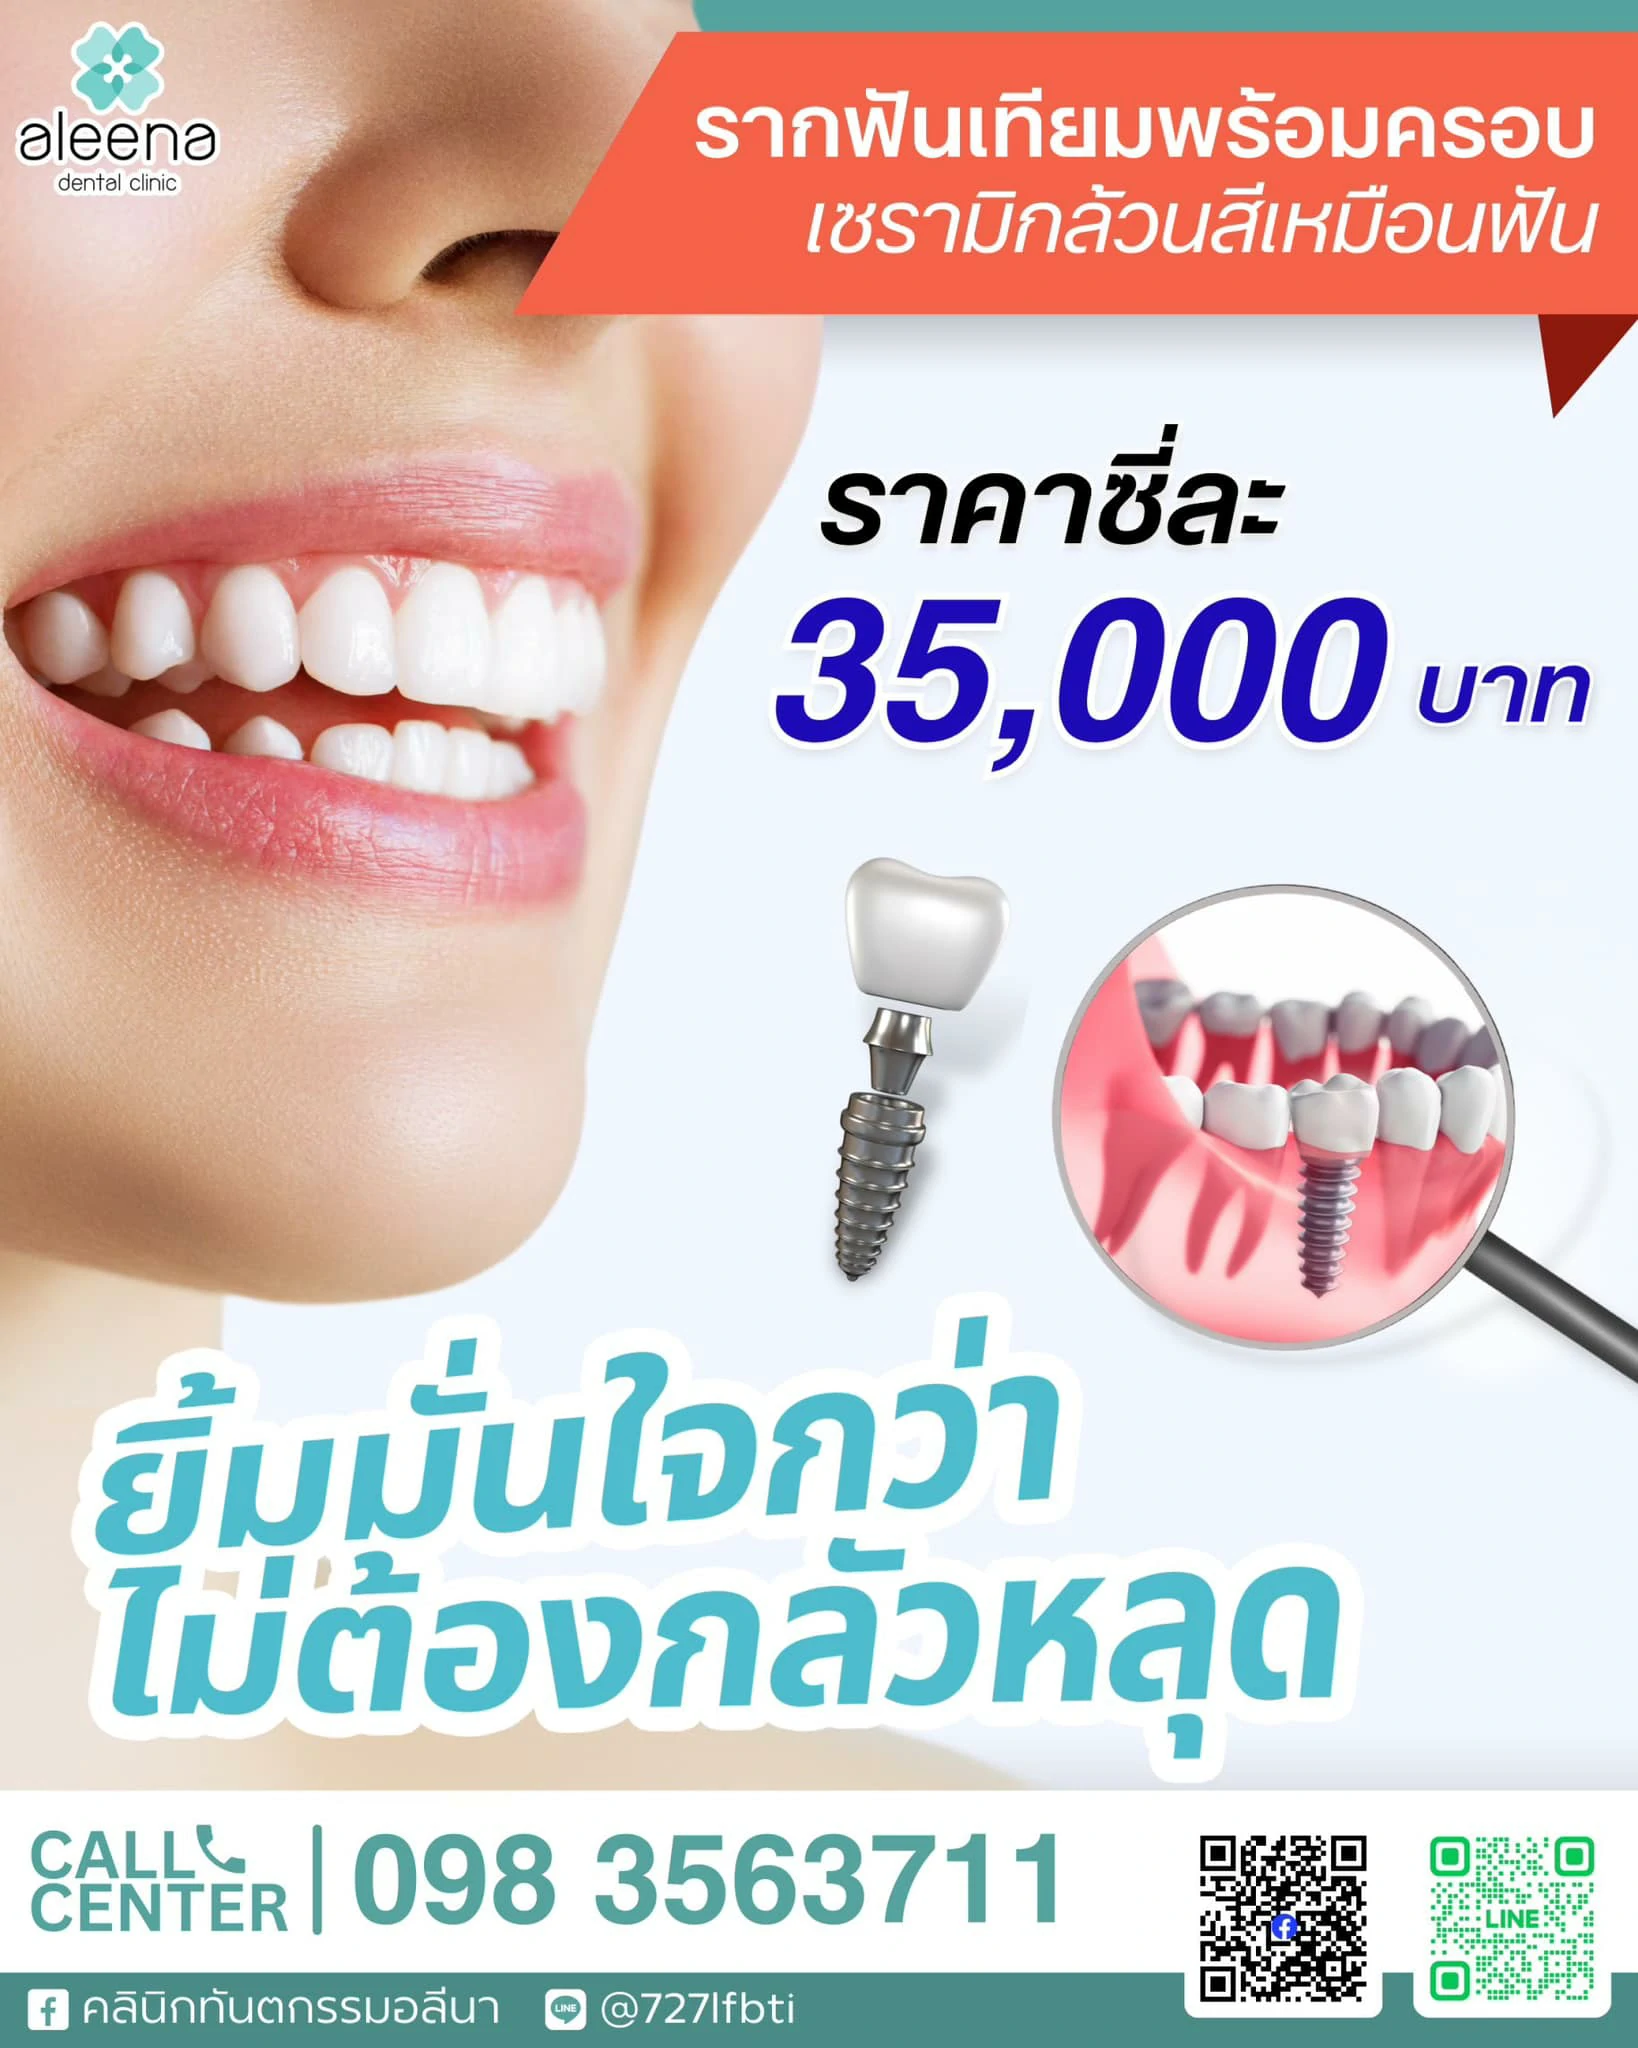 aleena
dental clinic
รากฟันเทียมพร้อมครอบ
เซรามิกล้วนสีเหมือนฟัน
ราคาซี่ละ
35,000 บาท
ยิ้มมั่นใจกว่า
ไม่ต้องกลัวหลุด
CALL
CENTER
098 3563711
LINE
คลินิกทันตกรรมอลีนา
LINE
@727lfbti